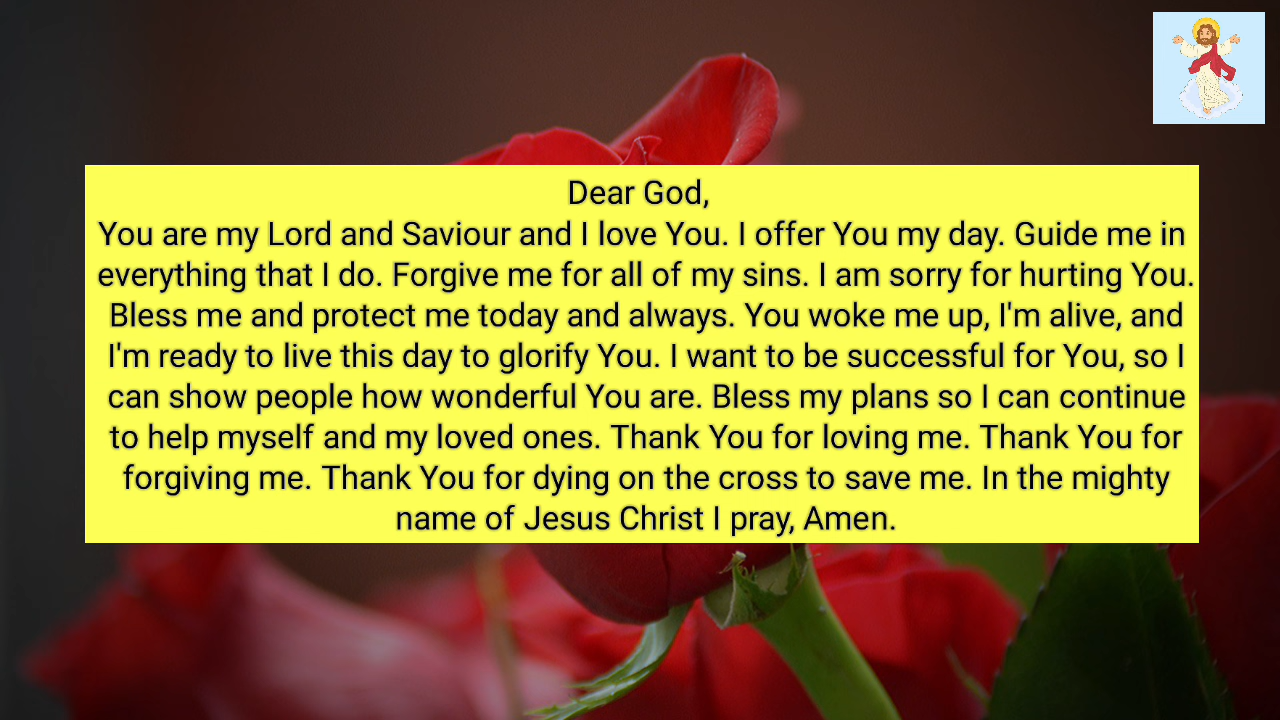 Dear God,
You are my Lord and Saviour and I love You. I offer You my day. Guide me in
everything that I do. Forgive me for all of my sins. I am sorry for hurting You.
Bless me and protect me today and always. You woke me up, I'm alive, and
I'm ready to live this day to glorify You. I want to be successful for You, so I
can show people how wonderful You are. Bless my plans so I can continue
to help myself and my loved ones. Thank You for loving me. Thank You for
forgiving me. Thank You for dying on the cross to save me. In the mighty
name of Jesus Christ I pray, Amen.